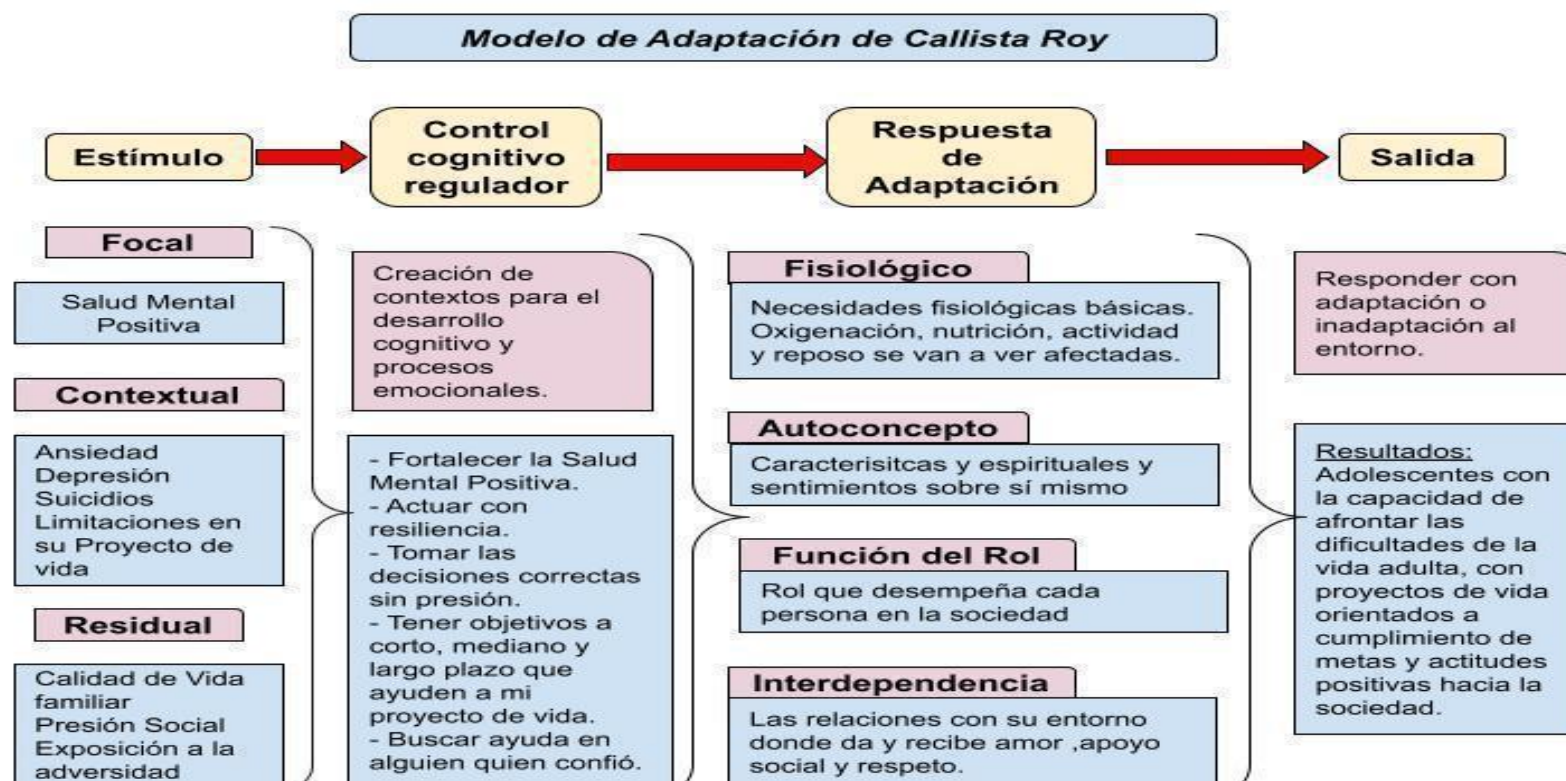 Modelo de Adaptación de Callista Roy
Estímulo
Control
cognitivo
regulador
Respuesta
de
Adaptación
Salida
Focal
Salud Mental
Positiva
Contextual
Ansiedad
Depresión
Suicidios
Limitaciones en
su Proyecto de
vida
Residual
Calidad de Vida
familiar
Presión Social
Exposición a la
adversidad
Creación de
contextos para el
desarrollo
cognitivo y
procesos
emocionales.
- Fortalecer la Salud
Mental Positiva.
- Actuar con
resiliencia.
- Tomar las
decisiones correctas
sin presión.
- Tener objetivos a
corto, mediano y
largo plazo que
ayuden a mi
proyecto de vida.
- Buscar ayuda en
alguien quien confió.
Fisiológico
Necesidades fisiológicas básicas.
Oxigenación, nutrición, actividad
y reposo se van a ver afectadas.
Autoconcepto
Caracterisitcas y espirituales y
sentimientos sobre sí mismo
Función del Rol
Rol que desempeña cada
persona en la sociedad
Interdependencia
Las relaciones con su entorno
donde da y recibe amor ,apoyo
social y respeto.
Responder con
adaptación o
inadaptación al
entorno.
Resultados:
Adolescentes con
la capacidad de
afrontar las
dificultades de la
vida adulta, con
proyectos de vida
orientados a
cumplimiento de
metas y actitudes
positivas hacia la
sociedad.